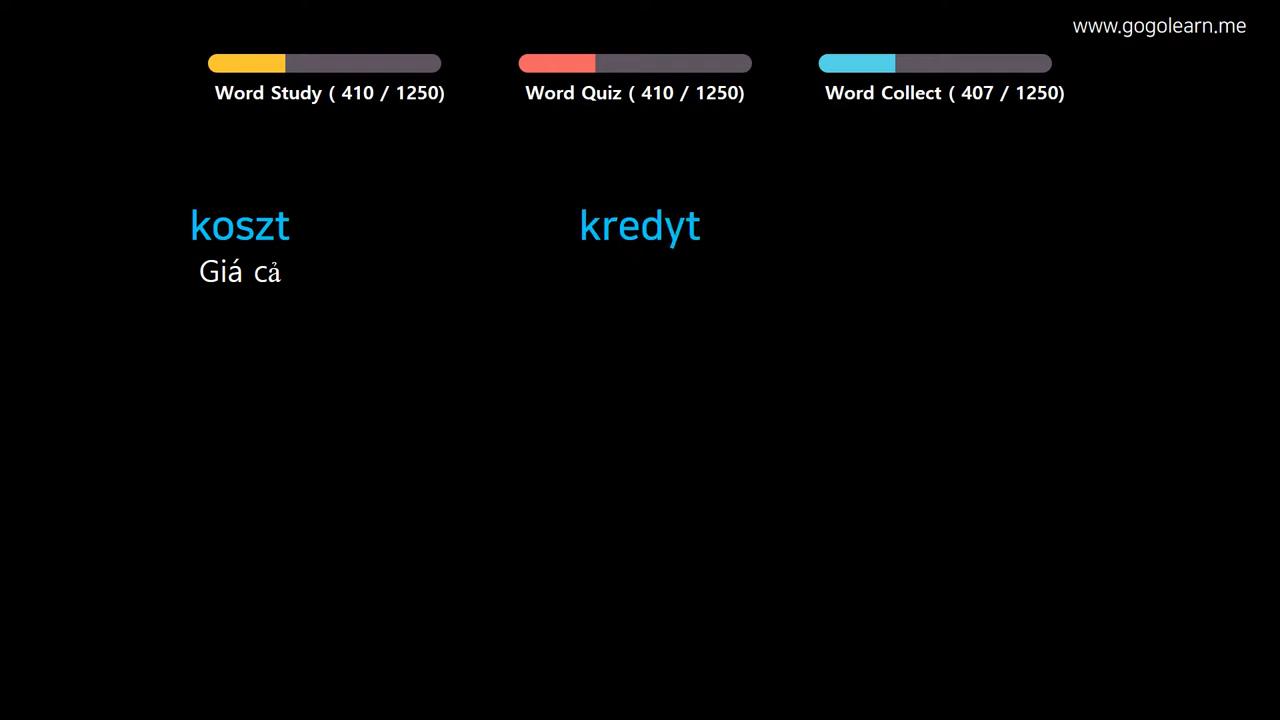 www.gogolearn.me
Word Study ( 410 / 1250)
Word Quiz ( 410 / 1250)
Word Collect ( 407 / 1250)
koszt
Giá cả
kredyt